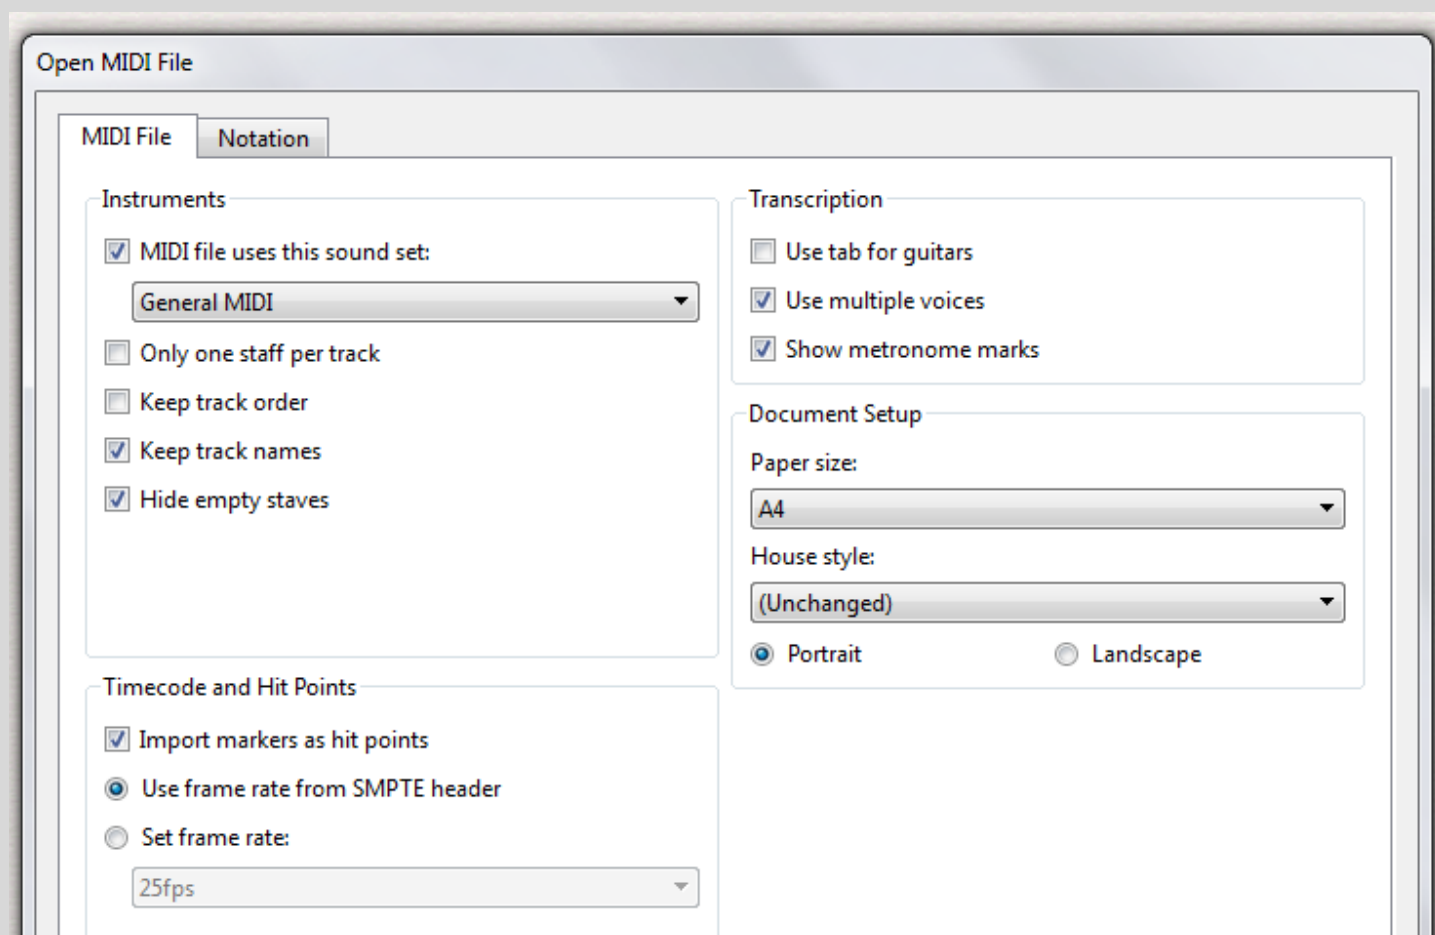 Open MIDI File
MIDI File
Notation
Instruments
MIDI file uses this sound set:
General MIDI
Only one staff per track
Keep track order
Keep track names
Hide empty staves
Timecode and Hit Points
Import markers as hit points
Use frame rate from SMPTE header
Set frame rate:
25fps
Transcription
Use tab for guitars
Use multiple voices
Show metronome marks
Document Setup
Paper size:
A4
House style:
(Unchanged)
Portrait
Landscape